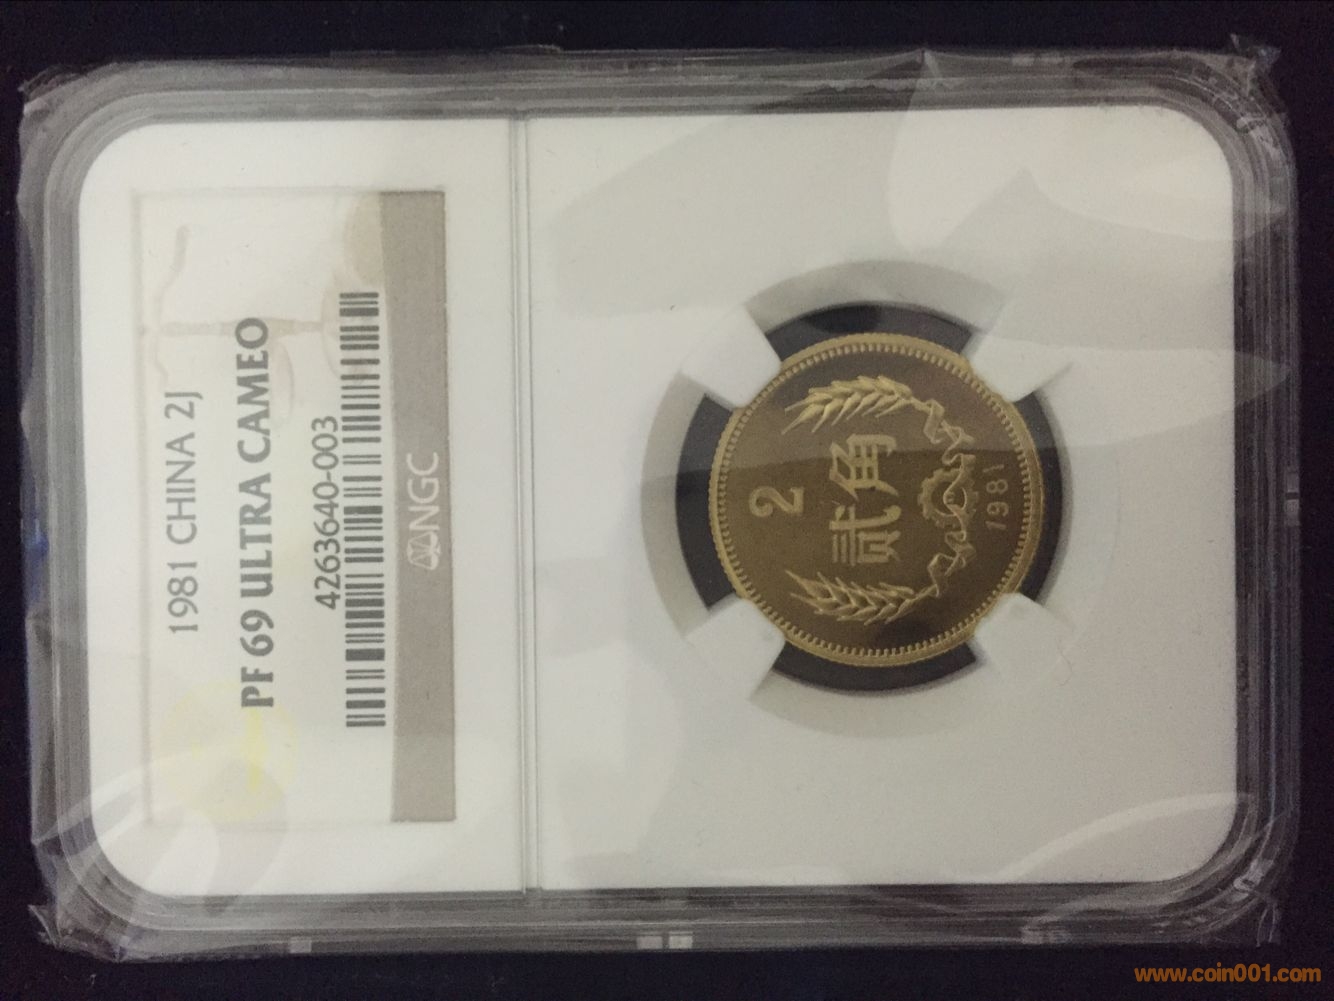 NGC
1981 CHINA 2J
PF 69 ULTRA CAMEO
4263640-003
2
贰角
1981
www.coin001.com